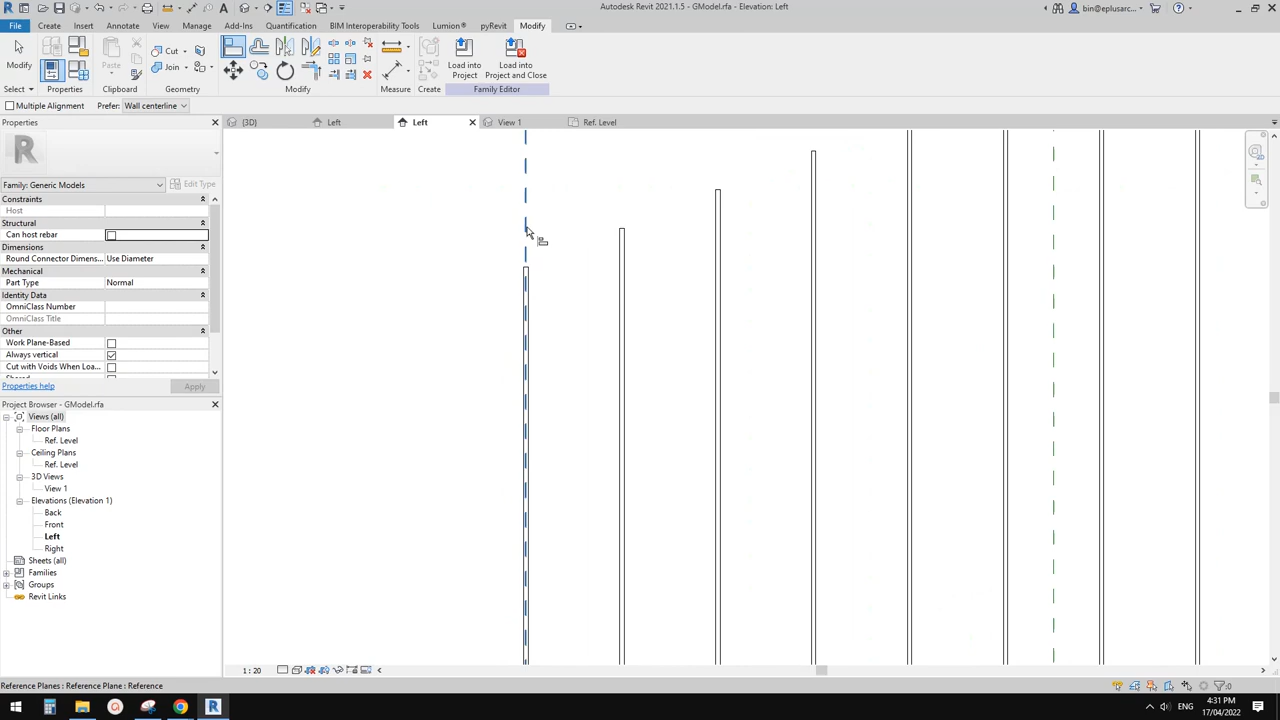 Autodesk Revit 2021.1.5 - GModel.rfa - Elevation: Left
bin@eplusarc...
File Create Insert Annotate View Manage Add-Ins Quantification BIM Interoperability Tools Lumion® pyRevit Modify
Modify
Paste
Cut
Join
Load into Project
Load into Project and Close
Select Properties Clipboard Geometry Modify Measure Create Family Editor
Multiple Alignment Prefer: Wall centerline
Properties
{3D} Left Left View 1 Ref. Level
R
Family: Generic Models Edit Type
Constraints
Host
Structural
Can host rebar
Dimensions
Round Connector Dimens... Use Diameter
Mechanical
Part Type Normal
Identity Data
OmniClass Number
OmniClass Title
Other
Work Plane-Based
Always vertical
Cut with Voids When Loa...
Properties help Apply
Project Browser - GModel.rfa
Views (all)
Floor Plans
Ref. Level
Ceiling Plans
Ref. Level
3D Views
View 1
Elevations (Elevation 1)
Back
Front
Left
Right
Sheets (all)
Families
Groups
Revit Links
1 : 20
Reference Planes : Reference Plane : Reference
:0
ENG
4:31 PM
17/04/2022